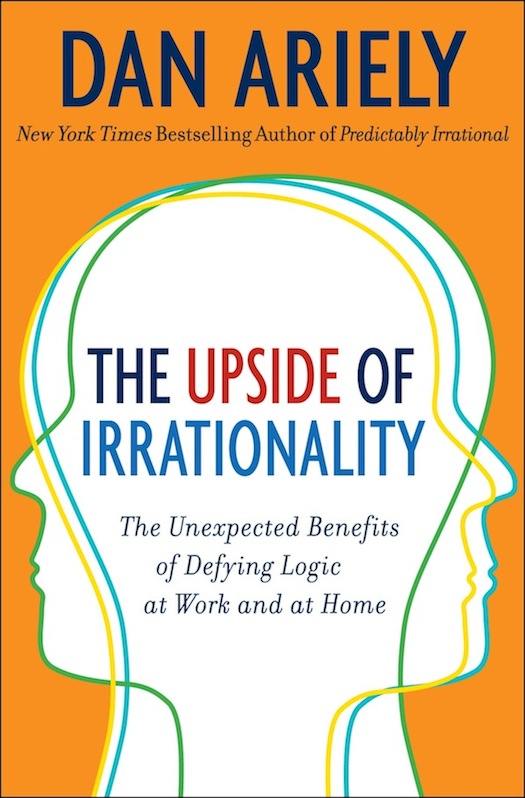 DAN ARIELY
New York Times Bestselling Author of Predictably Irrational
THE UPSIDE OF
IRRATIONALITY
The Unexpected Benefits
of Defying Logic
at Work and at Home